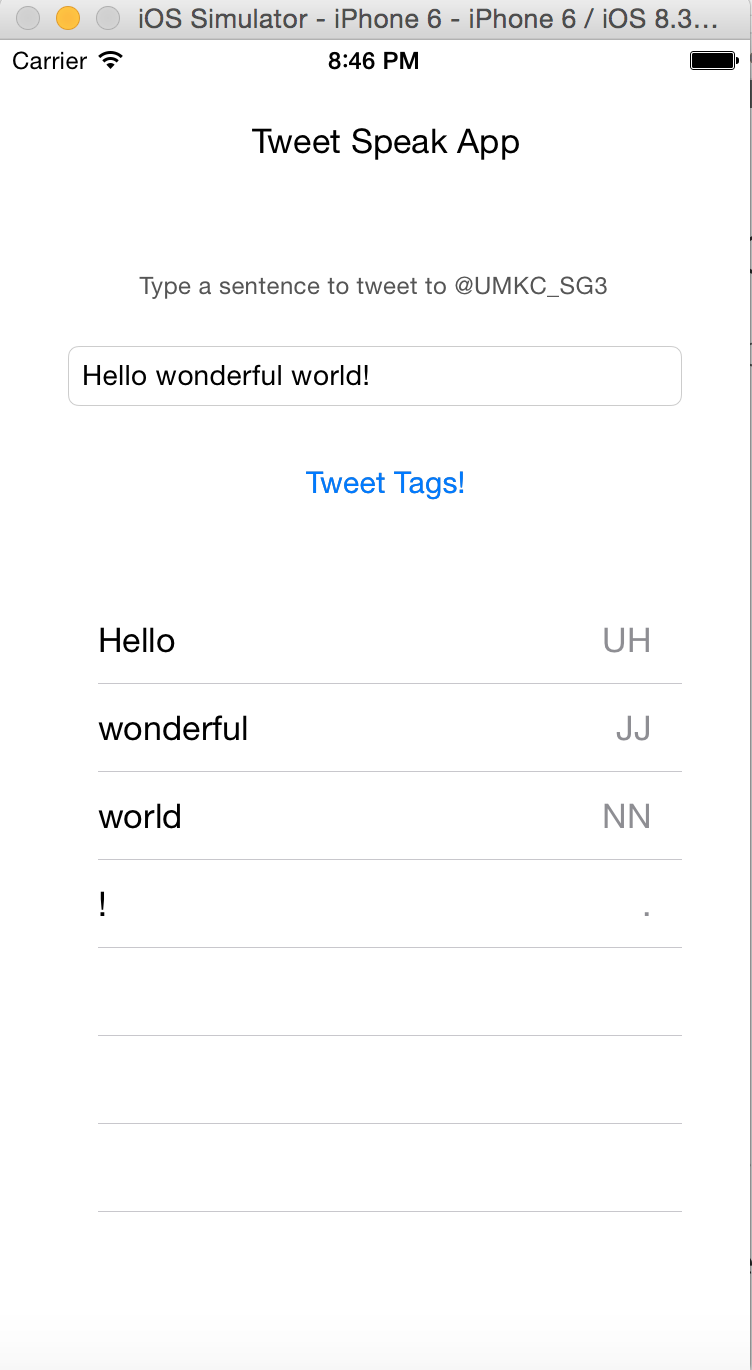 iOS Simulator - iPhone 6 - iPhone 6 / iOS 8.3...
Carrier 8:46 PM
Tweet Speak App
Type a sentence to tweet to @UMKC_SG3
Hello wonderful world!
Tweet Tags!
Hello UH
wonderful JJ
world NN
! .